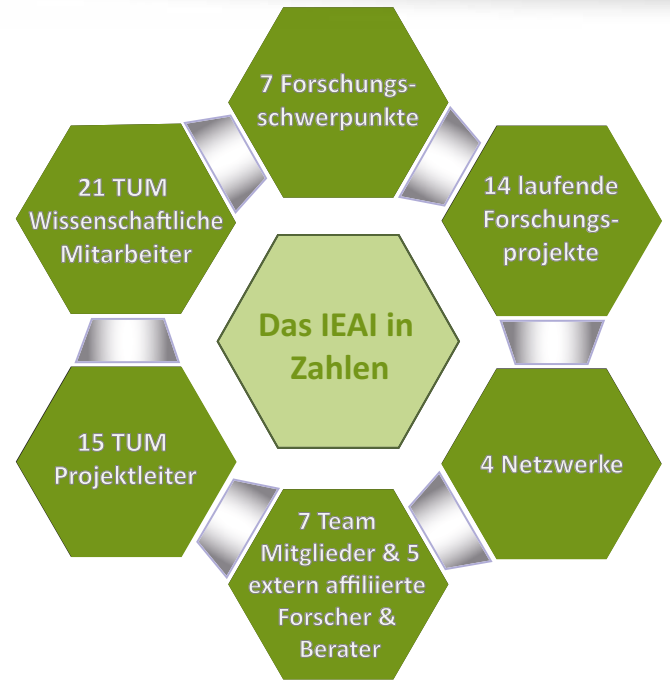 7 Forschungs-
schwerpunkte
14 laufende
Forschungs-
projekte
4 Netzwerke
7 Team
Mitglieder & 5
extern affiliierte
Forscher &
Berater
15 TUM
Projektleiter
21 TUM
Wissenschaftliche
Mitarbeiter
Das IEAI in
Zahlen